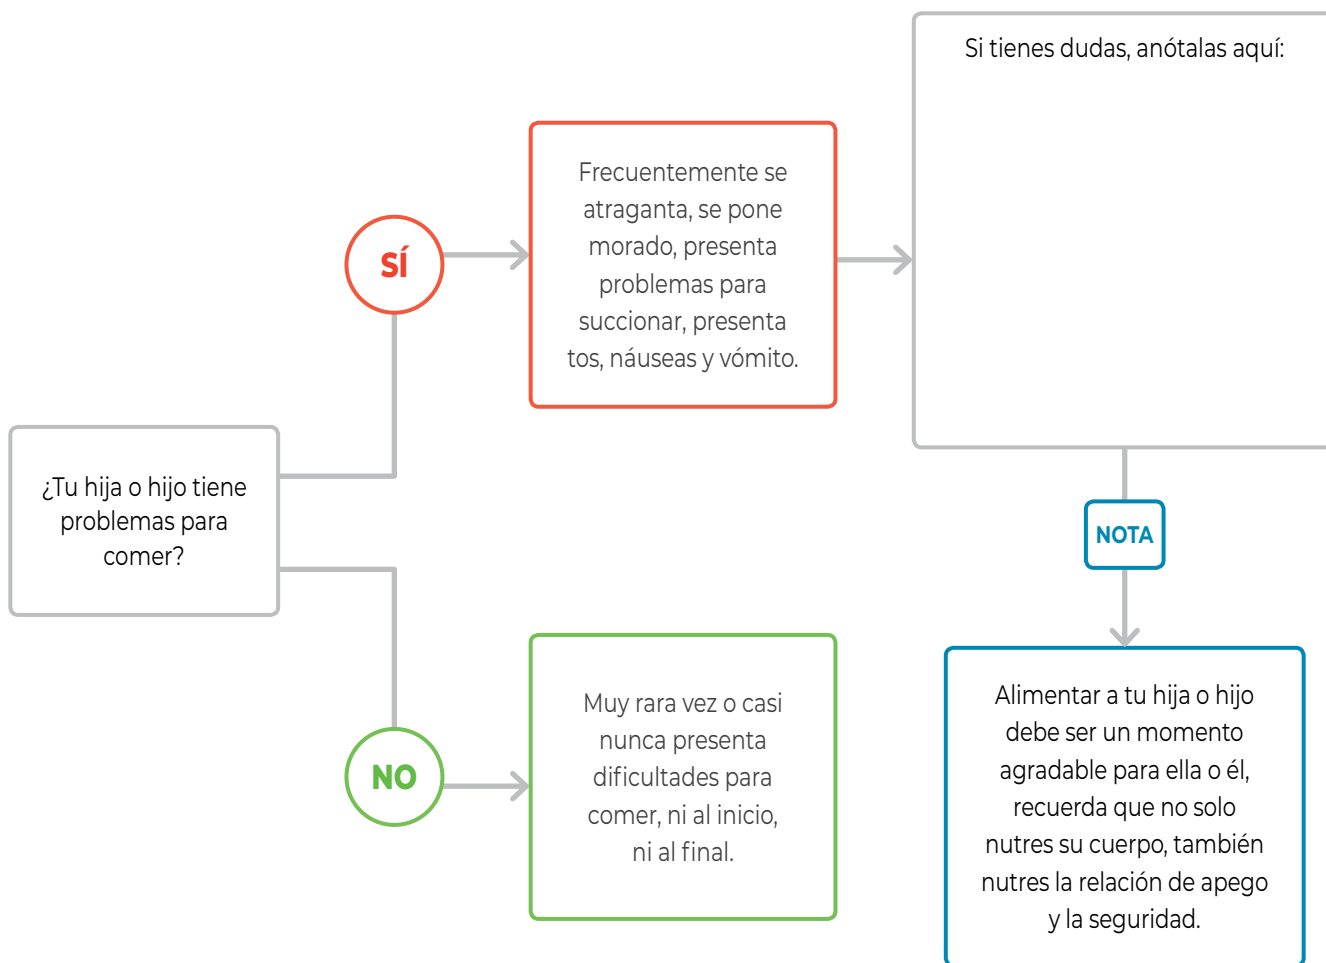 ¿Tu hija o hijo tiene
problemas para
comer?
SÍ
Frecuentemente se
atraganta, se pone
morado, presenta
problemas para
succionar, presenta
tos, náuseas y vómito.
Si tienes dudas, anótalas aquí:
NOTA
Alimentar a tu hija o hijo
debe ser un momento
agradable para ella o él,
recuerda que no solo
nutres su cuerpo, también
nutres la relación de apego
y la seguridad.
NO
Muy rara vez o casi
nunca presenta
dificultades para
comer, ni al inicio,
ni al final.